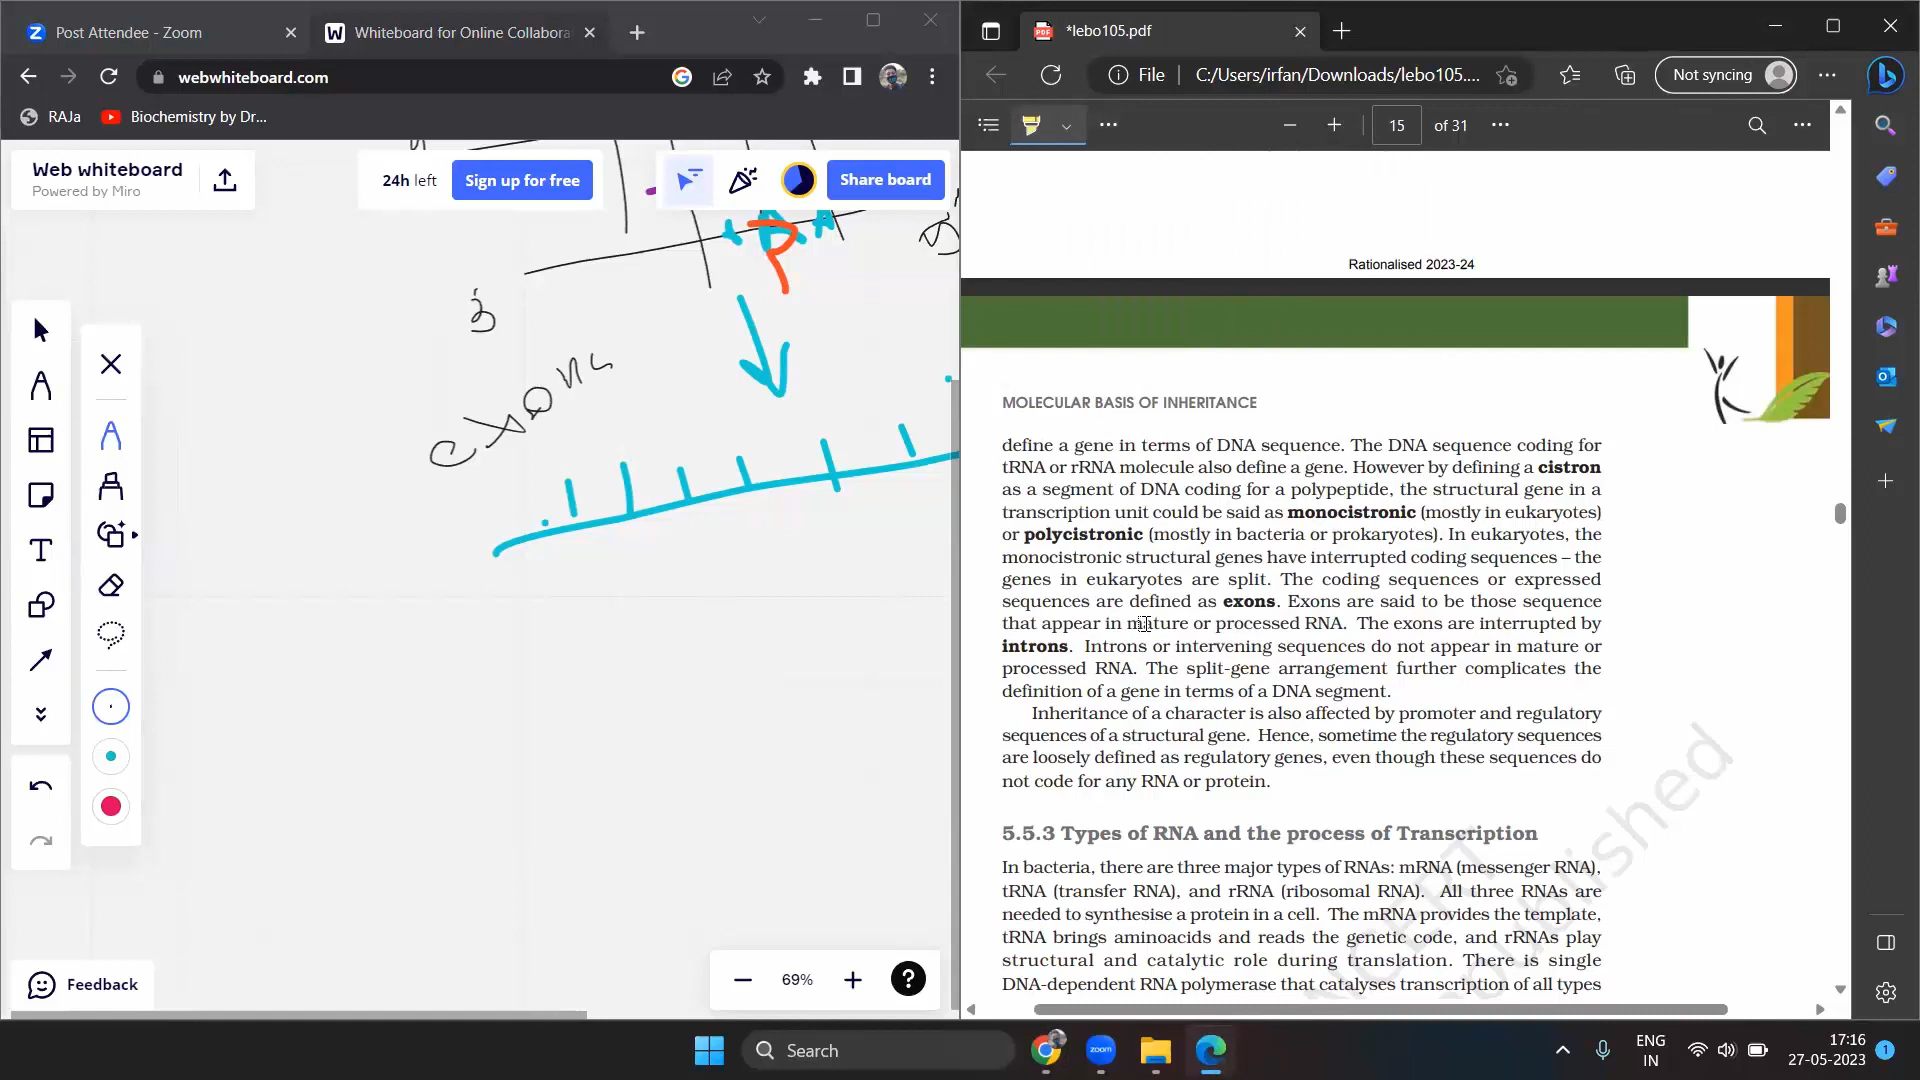 Post Attendee - Zoom
Whiteboard for Online Collabora
webwhiteboard.com
RAJa
Biochemistry by Dr...
Web whiteboard
Powered by Miro
24h left
Sign up for free
Share board
3
exons
69%
Feedback
*lebo105.pdf
File
C:/Users/irfan/Downloads/lebo105....
Not syncing
15 of 31
Rationalised 2023-24
MOLECULAR BASIS OF INHERITANCE
define a gene in terms of DNA sequence. The DNA sequence coding for
tRNA or rRNA molecule also define a gene. However by defining a cistron
as a segment of DNA coding for a polypeptide, the structural gene in a
transcription unit could be said as monocistronic (mostly in eukaryotes)
or polycistronic (mostly in bacteria or prokaryotes). In eukaryotes, the
monocistronic structural genes have interrupted coding sequences – the
genes in eukaryotes are split. The coding sequences or expressed
sequences are defined as exons. Exons are said to be those sequence
that appear in mature or processed RNA. The exons are interrupted by
introns. Introns or intervening sequences do not appear in mature or
processed RNA. The split-gene arrangement further complicates the
definition of a gene in terms of a DNA segment.
Inheritance of a character is also affected by promoter and regulatory
sequences of a structural gene. Hence, sometime the regulatory sequences
are loosely defined as regulatory genes, even though these sequences do
not code for any RNA or protein.
5.5.3 Types of RNA and the process of Transcription
In bacteria, there are three major types of RNAs: mRNA (messenger RNA),
tRNA (transfer RNA), and rRNA (ribosomal RNA). All three RNAs are
needed to synthesise a protein in a cell. The mRNA provides the template,
tRNA brings aminoacids and reads the genetic code, and rRNAs play
structural and catalytic role during translation. There is single
DNA-dependent RNA polymerase that catalyses transcription of all types
Search
ENG
IN
17:16
27-05-2023
1